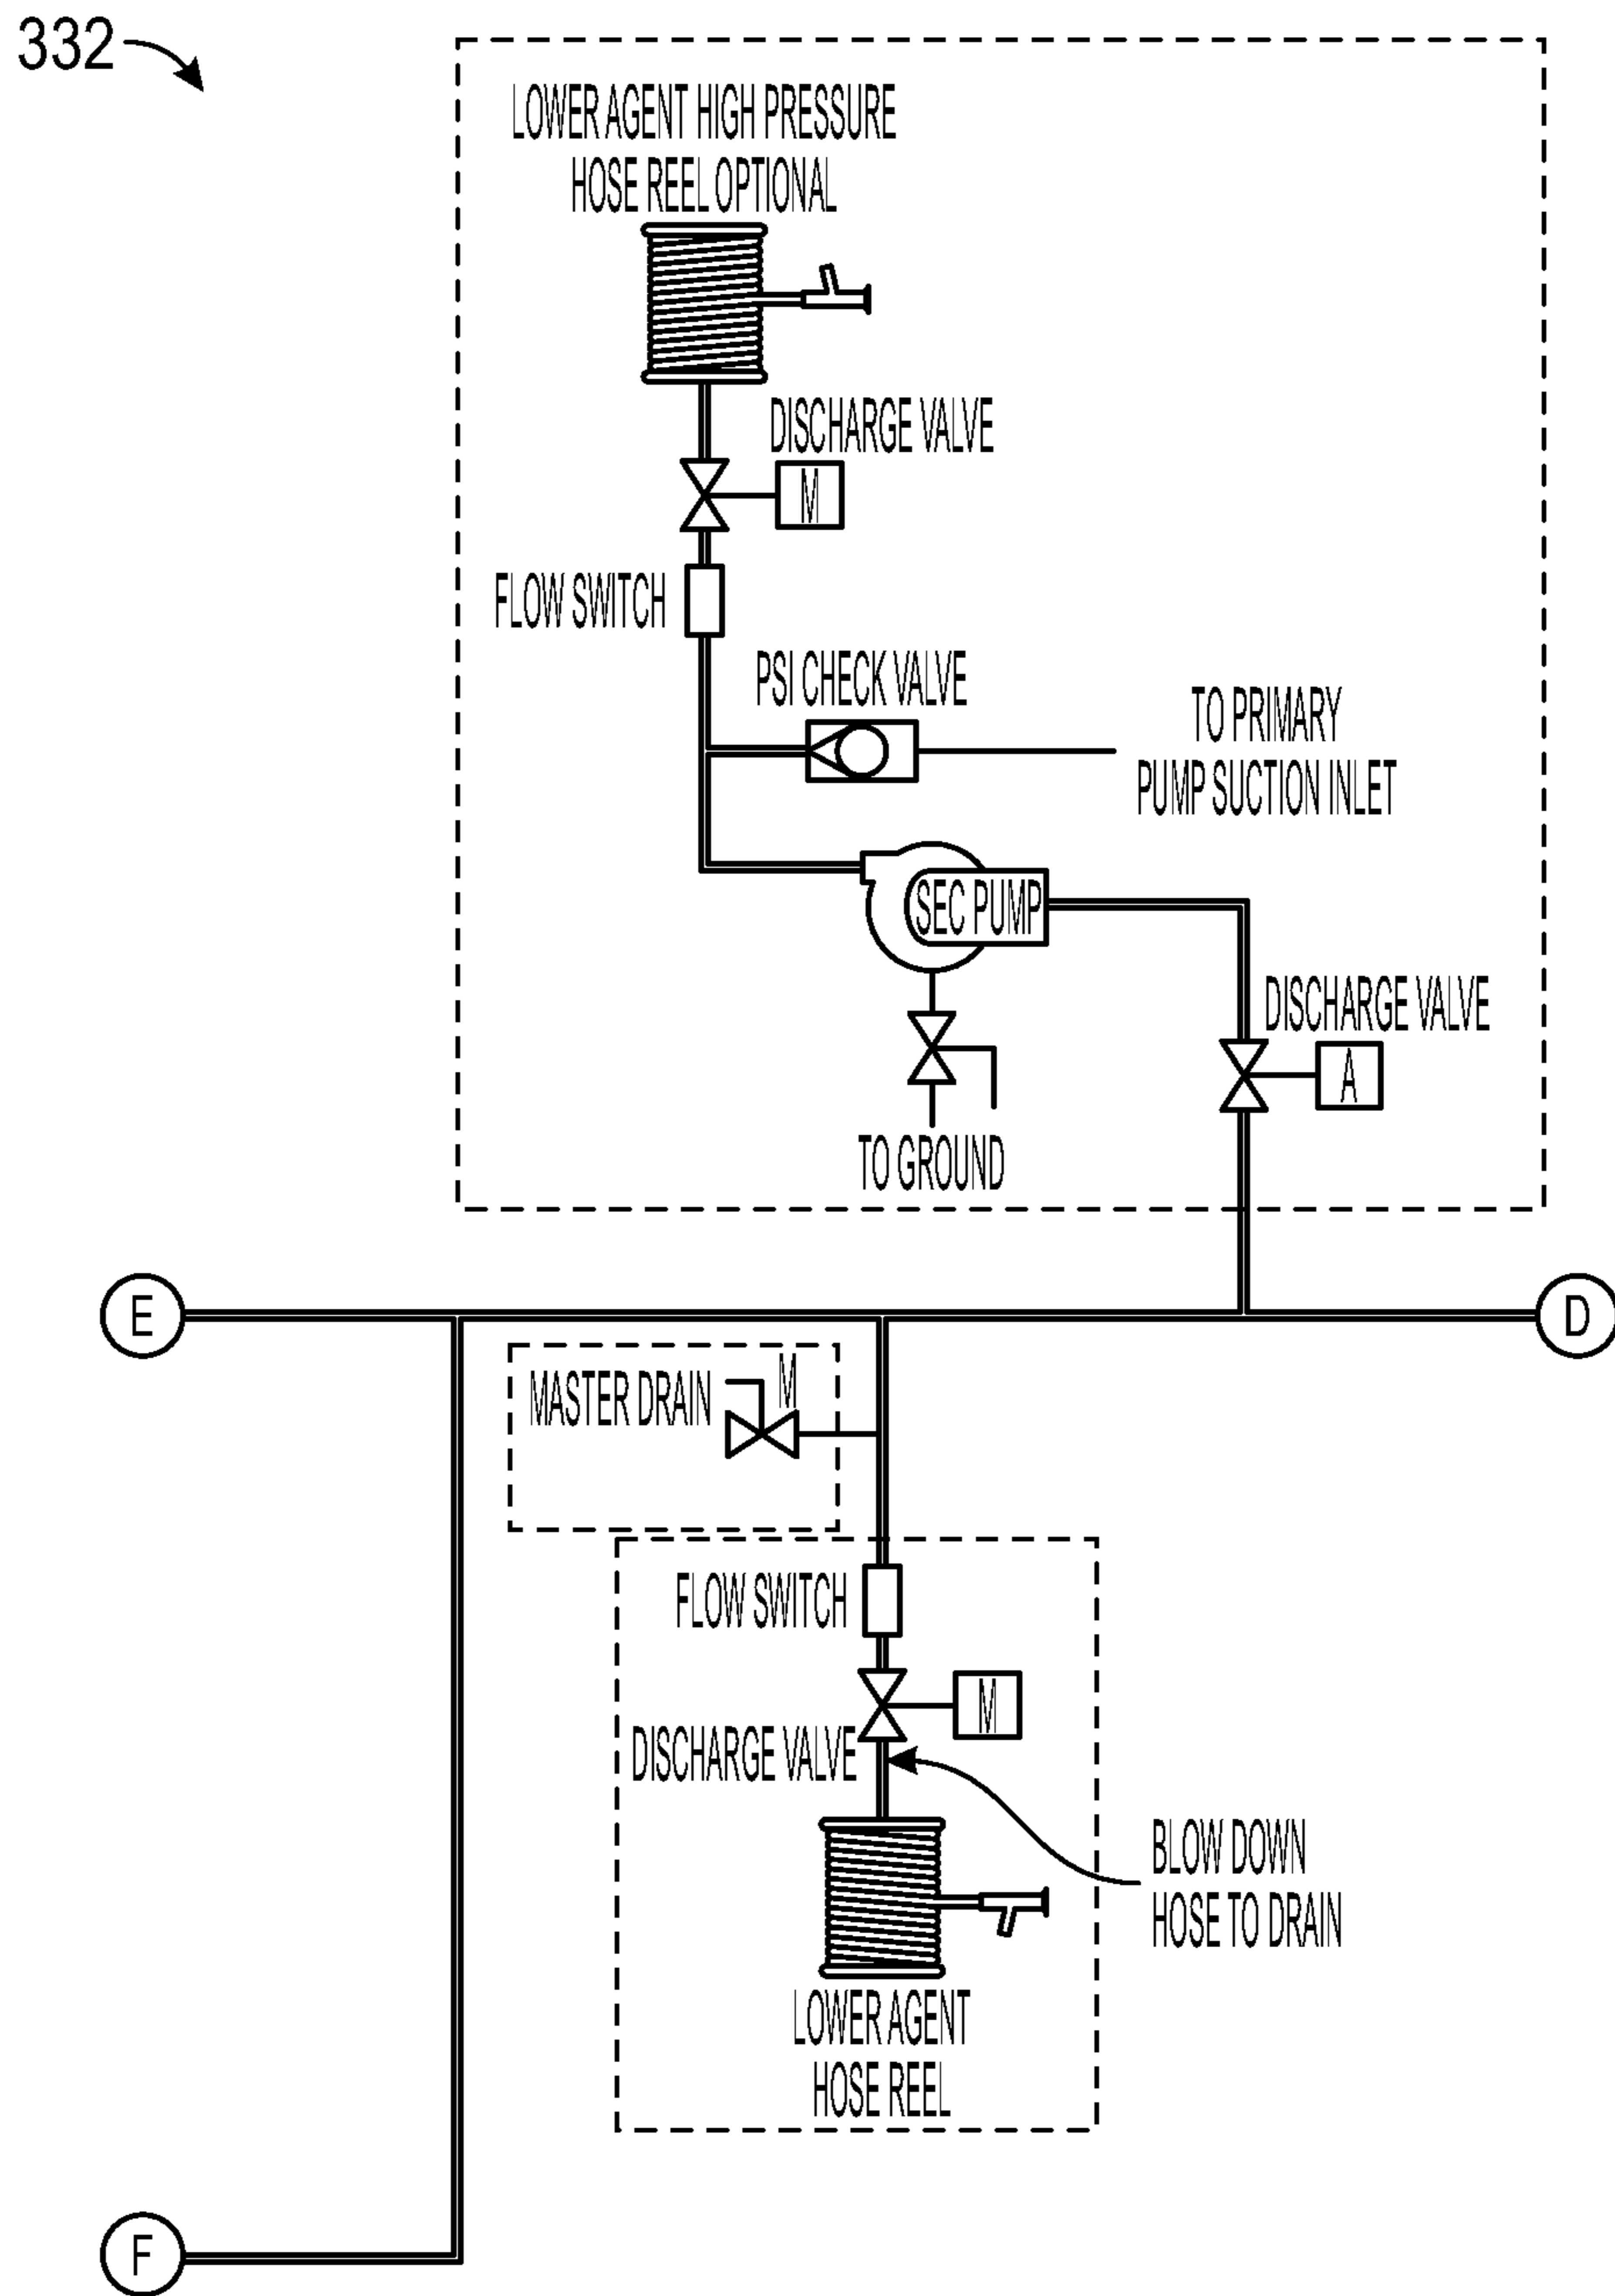 332
LOWER AGENT HIGH PRESSURE
HOSE REEL OPTIONAL
DISCHARGE VALVE
M
FLOW SWITCH
PSI CHECK VALVE
TO PRIMARY
PUMP SUCTION INLET
SEC PUMP
DISCHARGE VALVE
A
TO GROUND
E
D
MASTER DRAIN
M
FLOW SWITCH
M
DISCHARGE VALVE
BLOW DOWN
HOSE TO DRAIN
LOWER AGENT
HOSE REEL
F